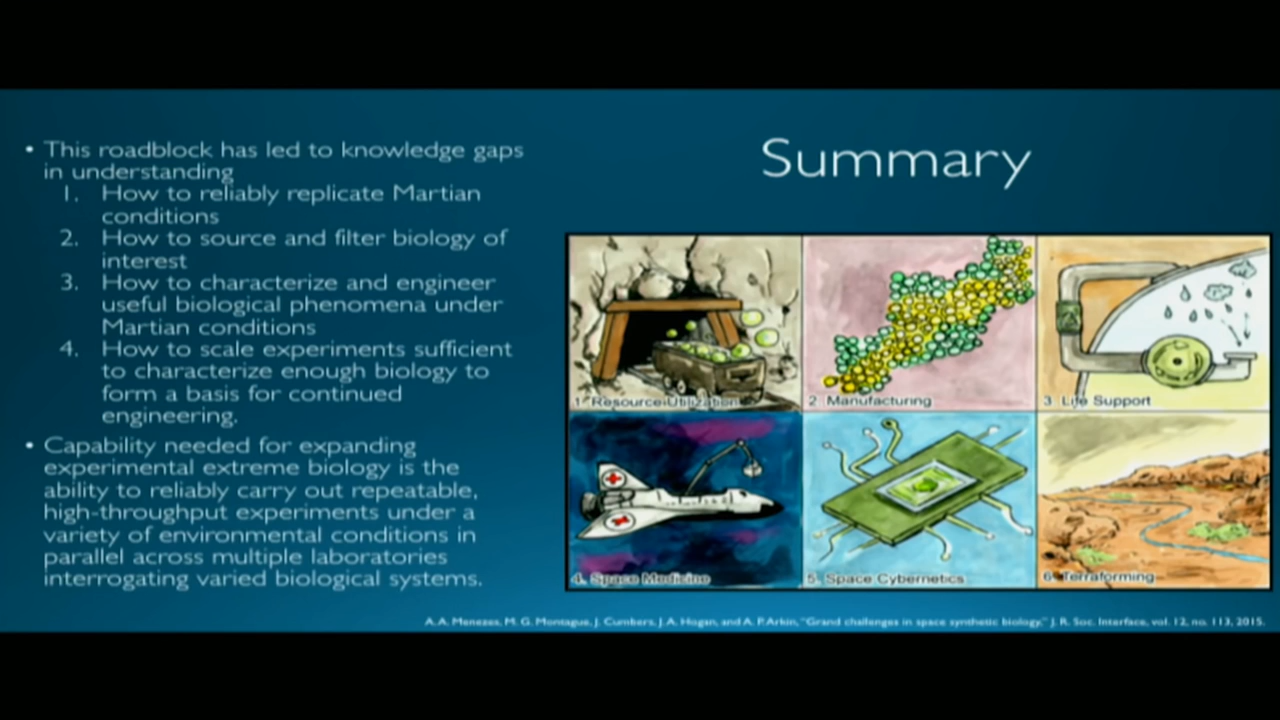 Summary
• This roadblock has led to knowledge gaps
in understanding
1. How to reliably replicate Martian
conditions
2. How to source and filter biology of
interest
3. How to characterize and engineer
useful biological phenomena under
Martian conditions
4. How to scale experiments sufficient
to characterize enough biology to
form a basis for continued
engineering.
• Capability needed for expanding
experimental extreme biology is the
ability to reliably carry out repeatable,
high-throughput experiments under a
variety of environmental conditions in
parallel across multiple laboratories
interrogating varied biological systems.
1. Resource Utilization
2. Manufacturing
3. Life Support
4. Space Medicine
5. Space Cybernetics
6. Terraforming
A. A. Menezes, M. G. Montague, J. Cumbers, J. A. Hogan, and A. P. Arkin, "Grand challenges in space synthetic biology," J. R. Soc. Interface, vol. 12, no. 113, 2015.